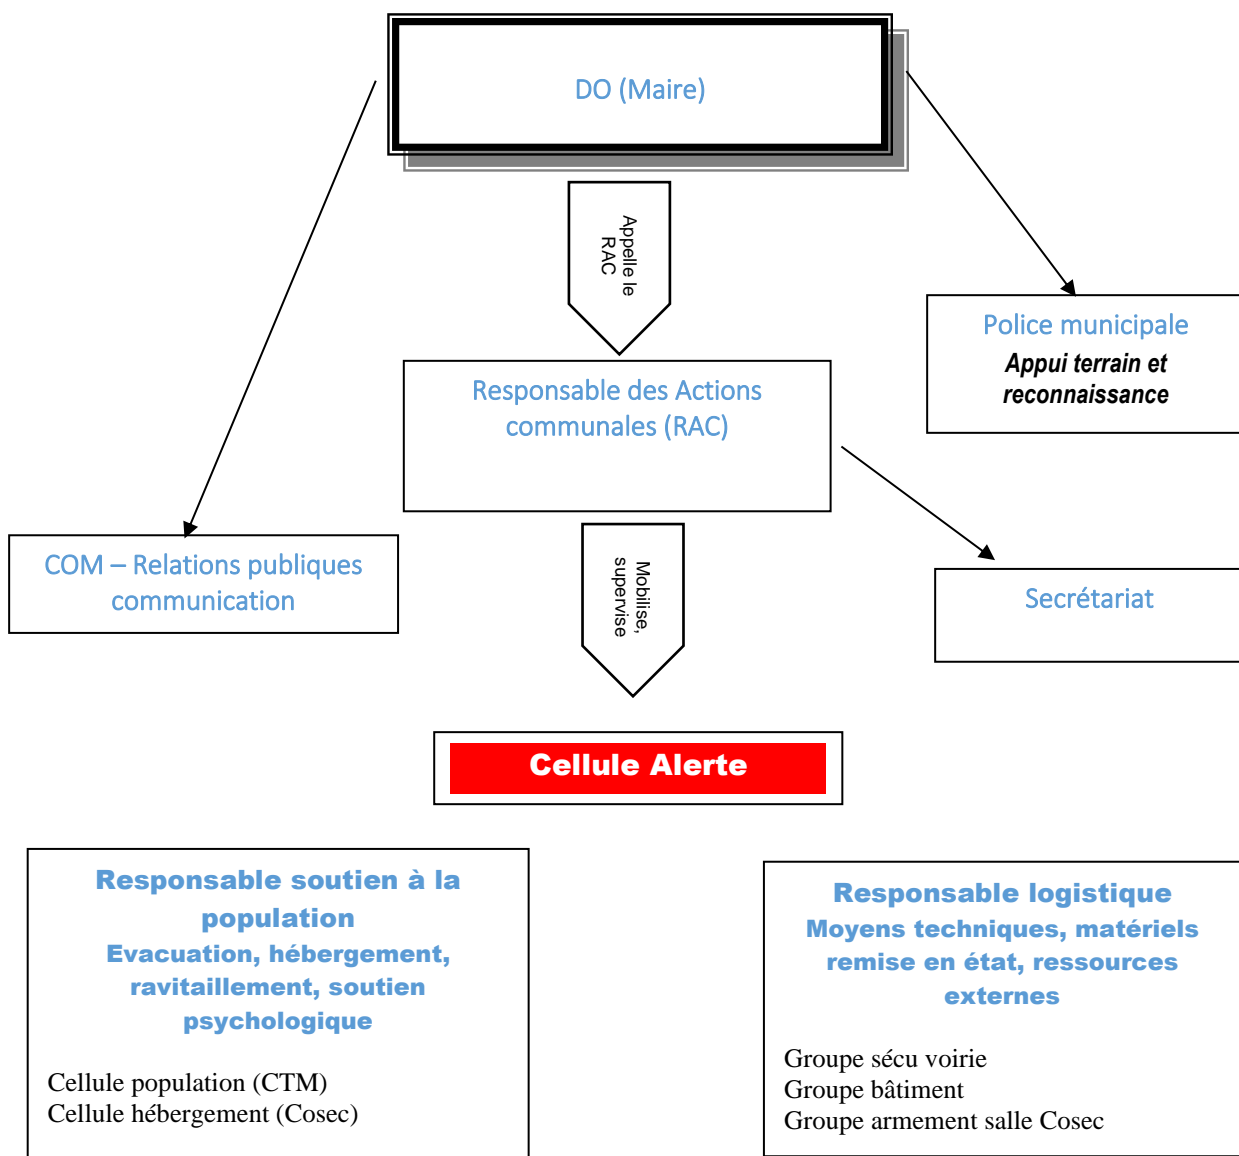 DO (Maire)
Appelle le
RAC
Police municipale
Appui terrain et
reconnaissance
Responsable des Actions
communales (RAC)
COM – Relations publiques
communication
Mobilise,
supervise
Secrétariat
Cellule Alerte
Responsable soutien à la
population
Evacuation, hébergement,
ravitaillement, soutien
psychologique
Cellule population (CTM)
Cellule hébergement (Cosec)
Responsable logistique
Moyens techniques, matériels
remise en état, ressources
externes
Groupe sécu voirie
Groupe bâtiment
Groupe armement salle Cosec